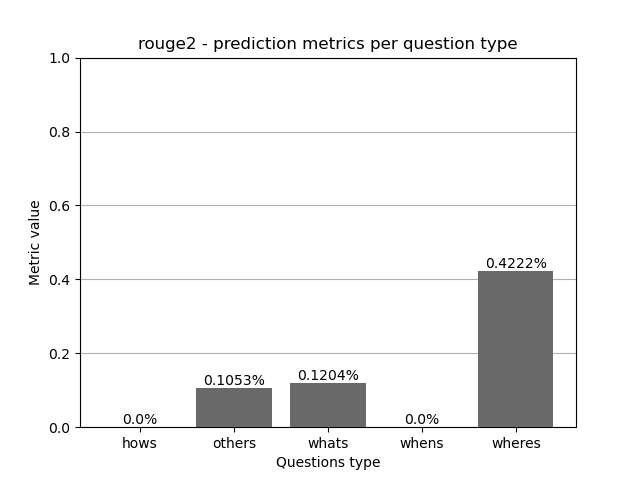 rouge2 - prediction metrics per question type
Metric value
1.0
0.8
0.6
0.4
0.2
0.0
0.0%
0.1053%
0.1204%
0.0%
0.4222%
hows others whats whens wheres
Questions type